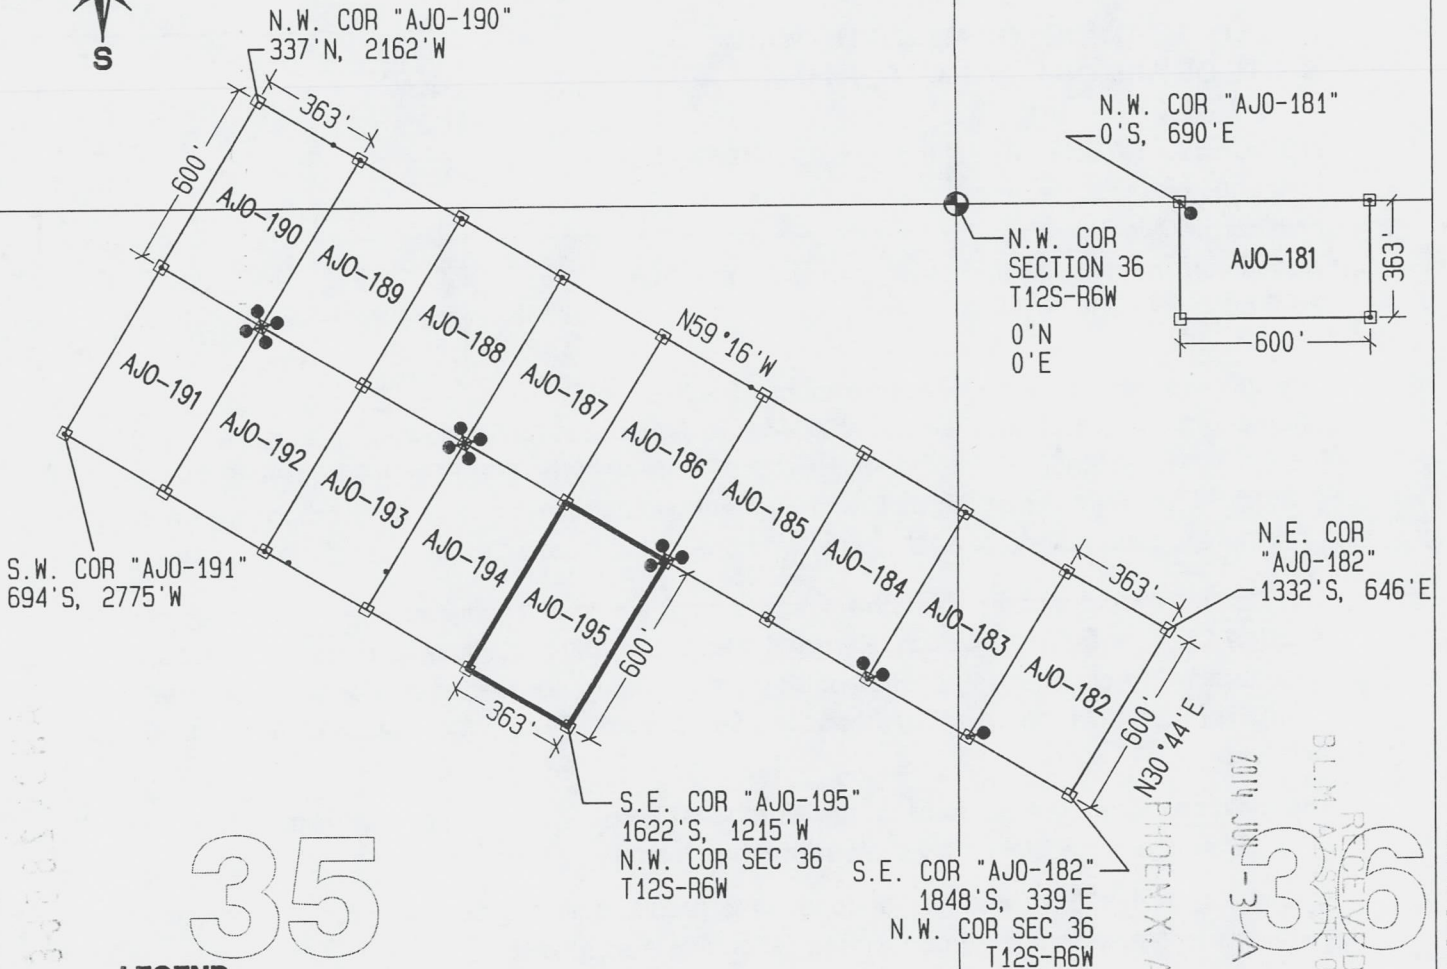 S
N.W. COR "AJO-190"
337'N, 2162'W
363'
600'
AJO-190
AJO-189
AJO-188
AJO-187
N59°16'W
AJO-186
AJO-185
AJO-184
AJO-183
AJO-182
AJO-191
AJO-192
AJO-193
AJO-194
AJO-195
600'
363'
N.W. COR "AJO-181"
0'S, 690'E
N.W. COR
SECTION 36
T12S-R6W
0'N
0'E
AJO-181
363'
600'
N.E. COR
"AJO-182"
1332'S, 646'E
363'
600'
N30°44'E
S.W. COR "AJO-191"
694'S, 2775'W
S.E. COR "AJO-195"
1622'S, 1215'W
N.W. COR SEC 36
T12S-R6W
S.E. COR "AJO-182"
1848'S, 339'E
N.W. COR SEC 36
T12S-R6W
35
36
RECEIVED
B.L.M. AZ STATE O
2014 JUL -3 A
PHOENIX, A
LEGEND